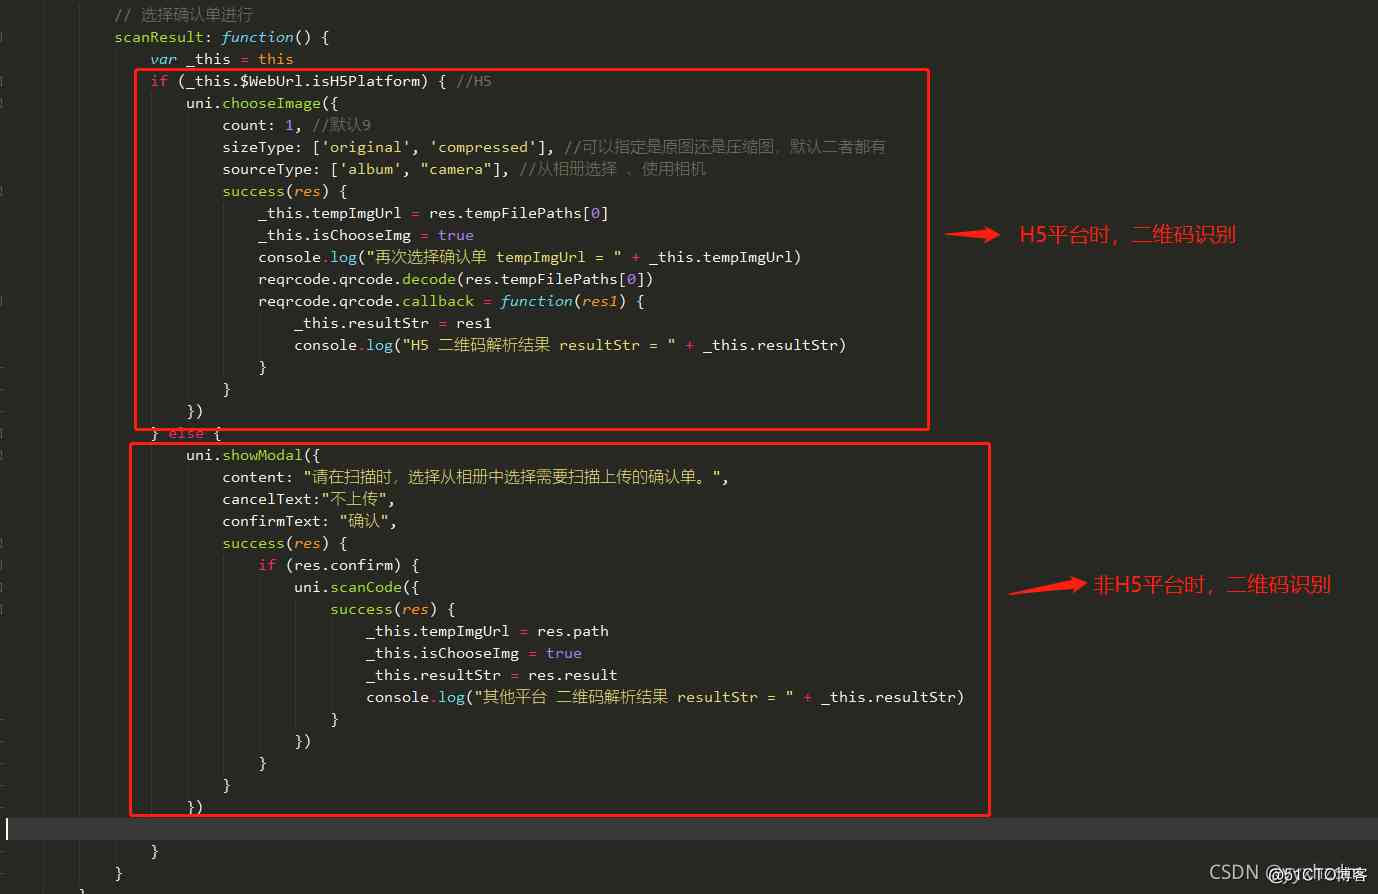 // 选择确认单进行
scanResult: function() {
var _this = this
if (_this.$WebUrl.isH5Platform) { //H5
uni.chooseImage({
count: 1, //默认9
sizeType: ['original', 'compressed'], //可以指定是原图还是压缩图，默认二者都有
sourceType: ['album', "camera"], //从相册选择 、使用相机
success(res) {
_this.tempImgUrl = res.tempFilePaths[0]
_this.isChooseImg = true
console.log("再次选择确认单 tempImgUrl = " + _this.tempImgUrl)
reqrcode.qrcode.decode(res.tempFilePaths[0])
reqrcode.qrcode.callback = function(res1) {
_this.resultStr = res1
console.log("H5 二维码解析结果 resultStr = " + _this.resultStr)
}
}
})
H5平台时，二维码识别
} else {
uni.showModal({
content: "请在扫描时，选择从相册中选择需要扫描上传的确认单。",
cancelText:"不上传",
confirmText: "确认",
success(res) {
if (res.confirm) {
uni.scanCode({
success(res) {
_this.tempImgUrl = res.path
_this.isChooseImg = true
_this.resultStr = res.result
console.log("其他平台 二维码解析结果 resultStr = " + _this.resultStr)
}
})
}
}
})
非H5平台时，二维码识别
}
}
CSDN
@51CTO博客